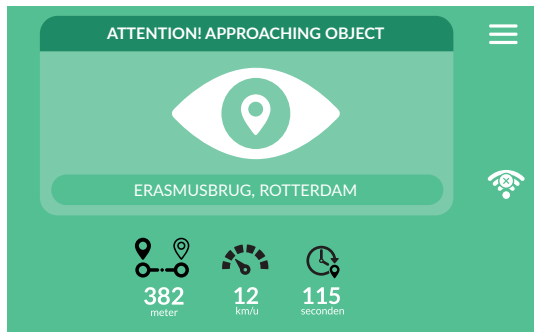 ATTENTION! APPROACHING OBJECT
ERASMUSBRUG, ROTTERDAM
382
meter
12
km/u
115
seconden